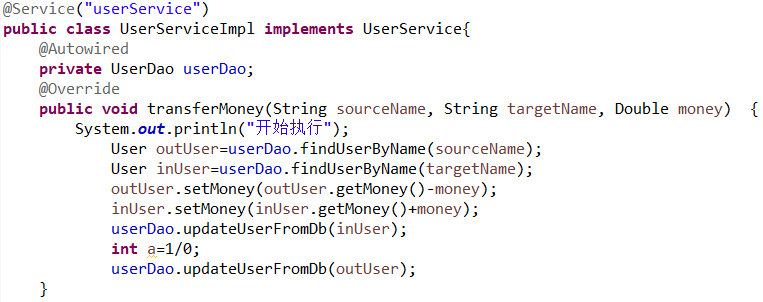 @Service("userService")
public class UserServiceImpl implements UserService{
@Autowired
private UserDao userDao;
@Override
public void transferMoney(String sourceName, String targetName, Double money)  {
System.out.println("开始执行");
User outUser=userDao.findUserByName(sourceName);
User inUser=userDao.findUserByName(targetName);
outUser.setMoney(outUser.getMoney()-money);
inUser.setMoney(inUser.getMoney()+money);
userDao.updateUserFromDb(inUser);
int a=1/0;
userDao.updateUserFromDb(outUser);
}